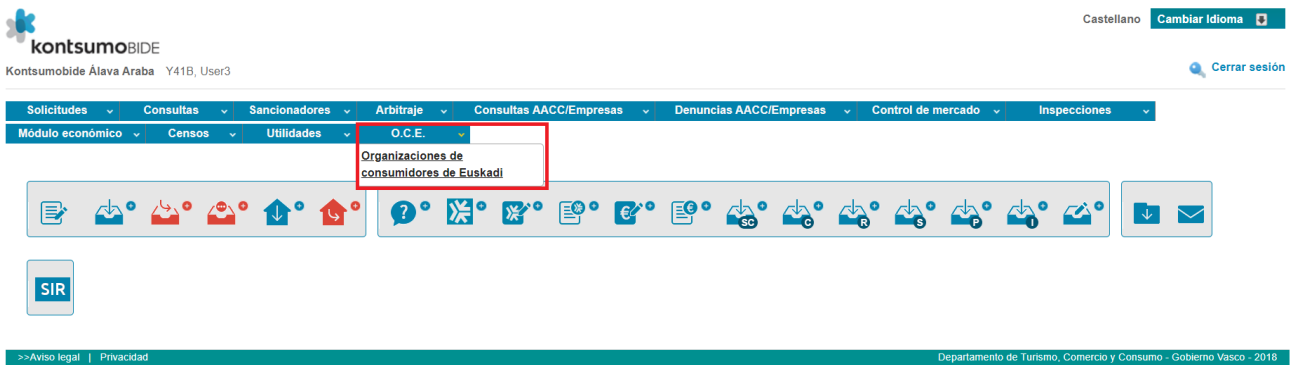 Castellano Cambiar Idioma
kontsumoBIDE
Kontsumobide Álava Araba Y41B, User3
Cerrar sesión
Solicitudes Consultas Sancionadores Arbitraje Consultas AACC/Empresas Denuncias AACC/Empresas Control de mercado Inspecciones
Módulo económico Censos Utilidades O.C.E.
Organizaciones de
consumidores de Euskadi
? € € SC C R S P I
SIR
>>Aviso legal | Privacidad Departamento de Turismo, Comercio y Consumo - Gobierno Vasco - 2018